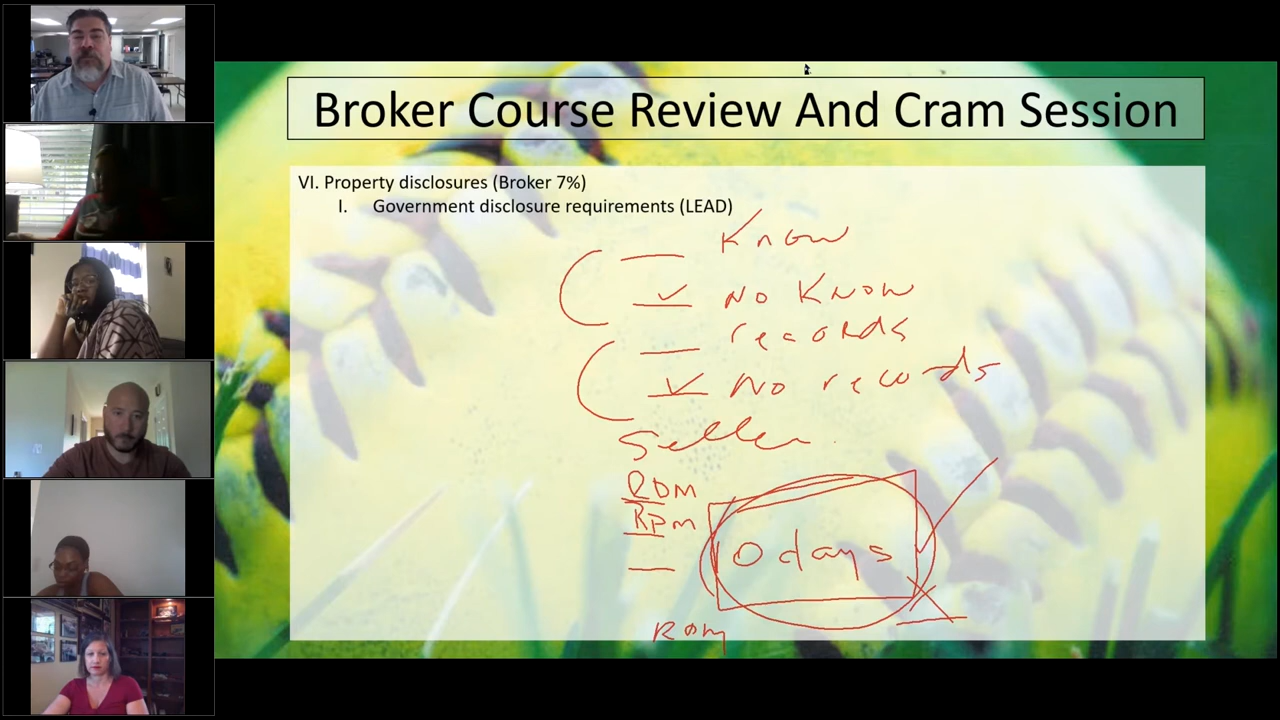 Broker Course Review And Cram Session
VI. Property disclosures (Broker 7%)
I. Government disclosure requirements (LEAD)
Know
NO KNOW
records
No records
Seller
RDM
RPM
0 days
RDM